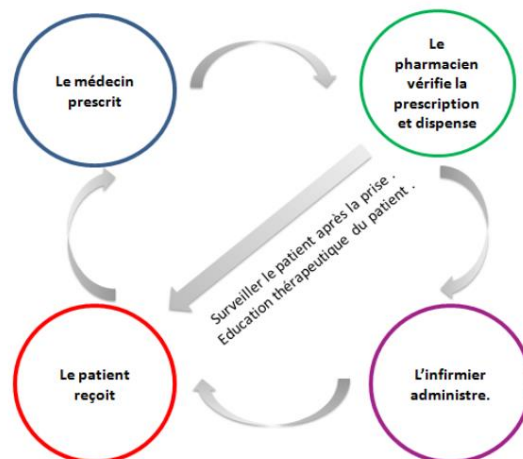 Le médecin
prescrit
Le
pharmacien
vérifie la
prescription
et dispense
Surveiller le patient après la prise .
Education thérapeutique du patient .
Le patient
reçoit
L'infirmier
administre.